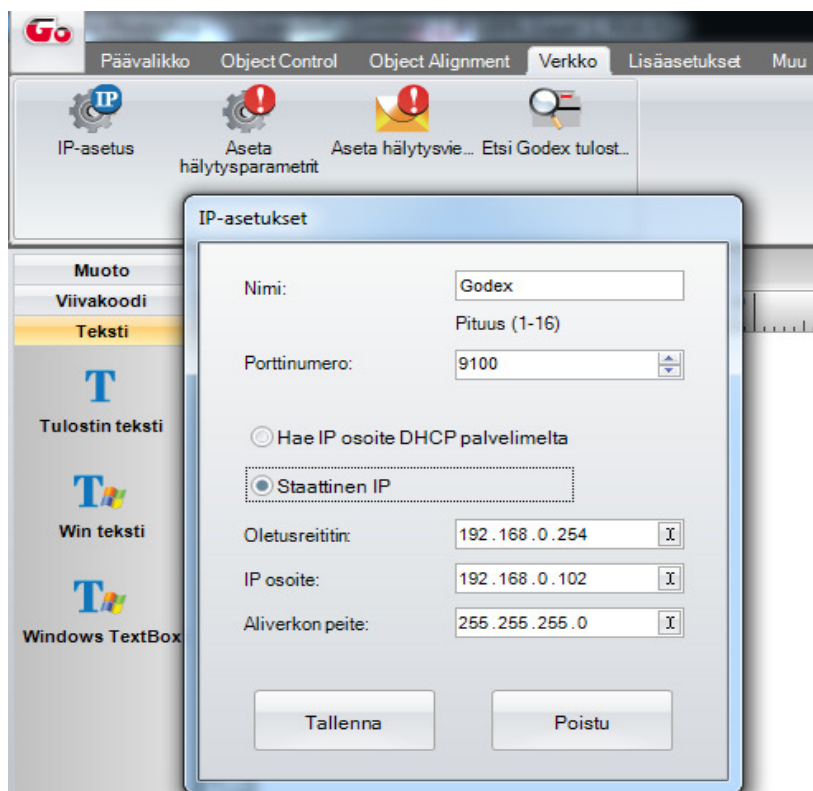 Go
Päävalikko Object Control Object Alignment Verkko Lisäasetukset Muu
IP
IP-asetus
Aseta
hälytysparametrit
Aseta hälytysvie...
Etsi Godex tulost...
IP-asetukset
Muoto
Viivakoodi
Teksti
T
Tulostin teksti
T
Win teksti
T
Windows TextBox
Nimi: Godex
Pituus (1-16)
Porttinumero: 9100
Hae IP osoite DHCP palvelimelta
Staattinen IP
Oletusreititin: 192.168.0.254
IP osoite: 192.168.0.102
Aliverkon peite: 255.255.255.0
Tallenna Poistu